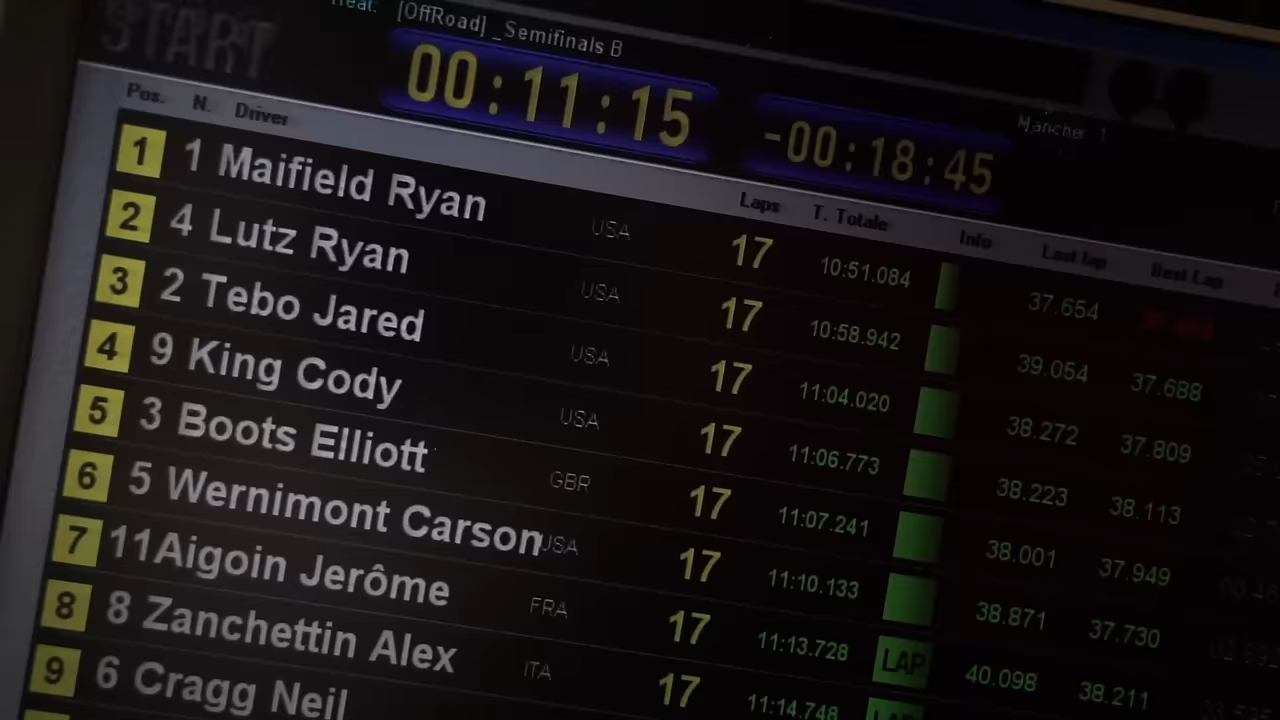 START
[OffRoad] _Semifinals B
00:11:15 -00:18:45
Pos. N. Driver Laps T. Totale Info Last lap Best Lap
1 1 Maifield Ryan USA 17 10:51.084 37.654
2 4 Lutz Ryan USA 17 10:58.942 39.054 37.688
3 2 Tebo Jared USA 17 11:04.020 38.272 37.809
4 9 King Cody USA 17 11:06.773 38.223 38.113
5 3 Boots Elliott GBR 17 11:07.241 38.001 37.949
6 5 Wernimont Carson USA 17 11:10.133 38.871 37.730
7 11 Aigoin Jerôme FRA 17 11:13.728 LAP 40.098 38.211
8 8 Zanchettin Alex ITA 17 11:14.748 LAP
9 6 Cragg Neil